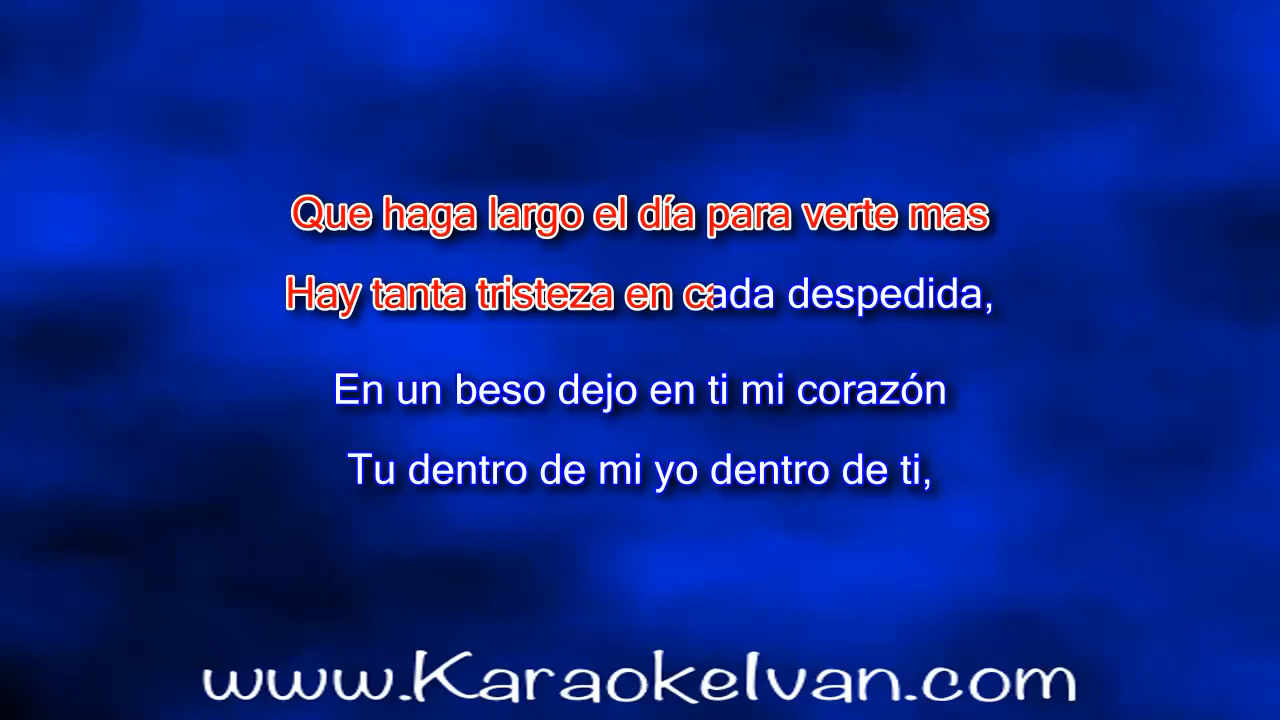 Que haga largo el día para verte mas
Hay tanta tristeza en cada despedida,
En un beso dejo en ti mi corazón
Tu dentro de mi yo dentro de ti,
www.KaraokeIvan.com